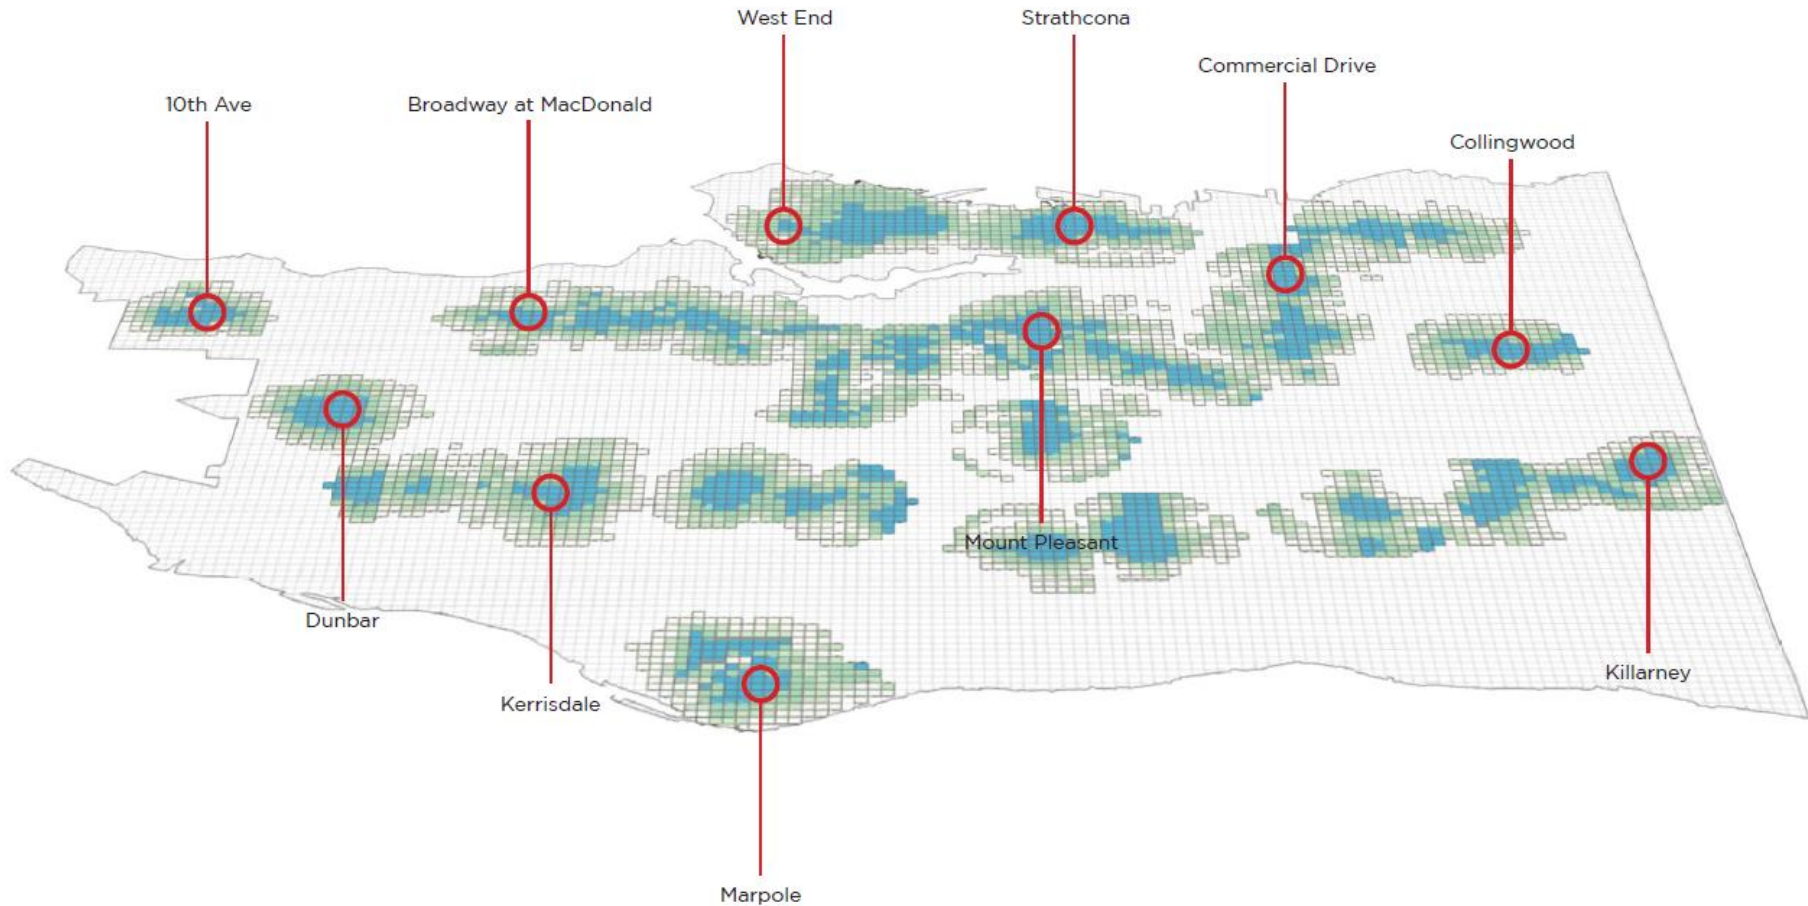 West End
Strathcona
Commercial Drive
10th Ave
Broadway at MacDonald
Collingwood
Mount Pleasant
Dunbar
Killarney
Kerrisdale
Marpole